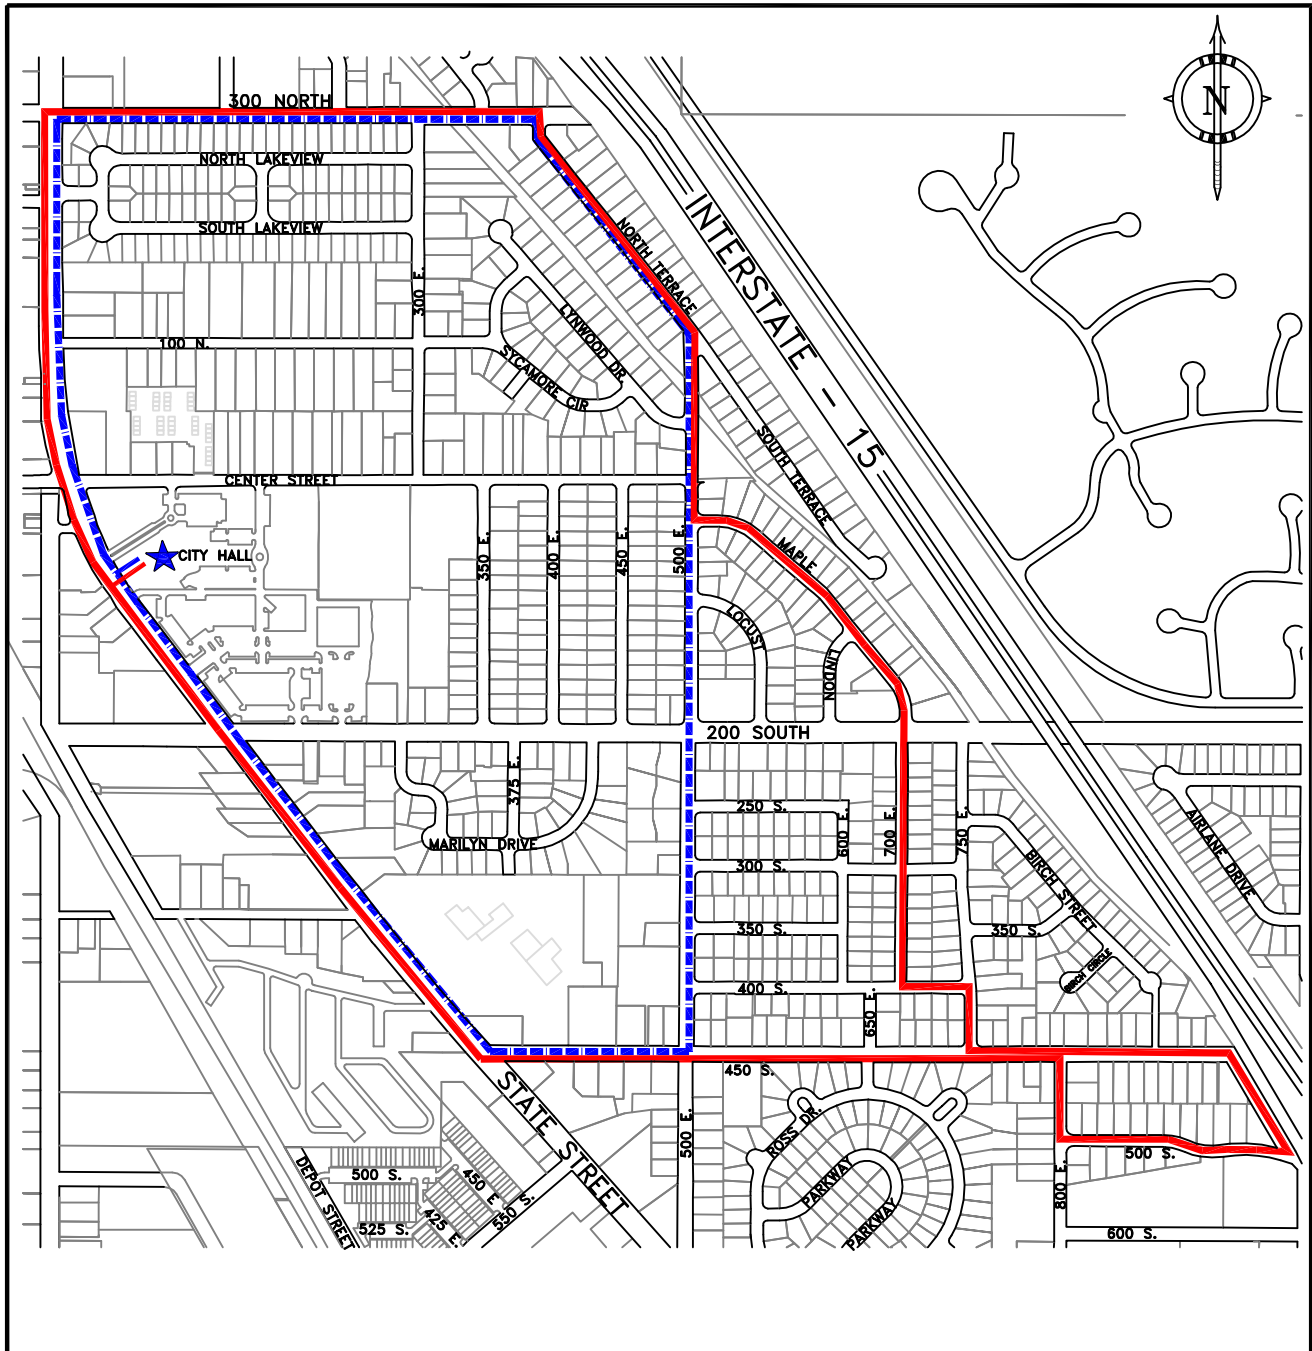 300 NORTH
N
NORTH LAKEVIEW
SOUTH LAKEVIEW
INTERSTATE - 15
NORTH TERRACE
300 E.
LYNWOOD DR.
100 N.
SYCAMORE CIR
SOUTH TERRACE
CENTER STREET
CITY HALL
350 E.
400 E.
450 E.
500 E.
MAPLE
LOCUST
LINDON
200 SOUTH
375 E.
MARILYN DRIVE
250 S.
600 E.
700 E.
750 E.
AIRLANE DRIVE
300 S.
BIRCH STREET
350 S.
350 S.
BIRCH CIRCLE
400 S.
650 E.
450 S.
STATE STREET
500 E.
ROSS DR.
PARKWAY
PARKWAY
800 E.
500 S.
600 S.
DEPOT STREET
500 S.
450 E
550 S.
425 E.
525 S.